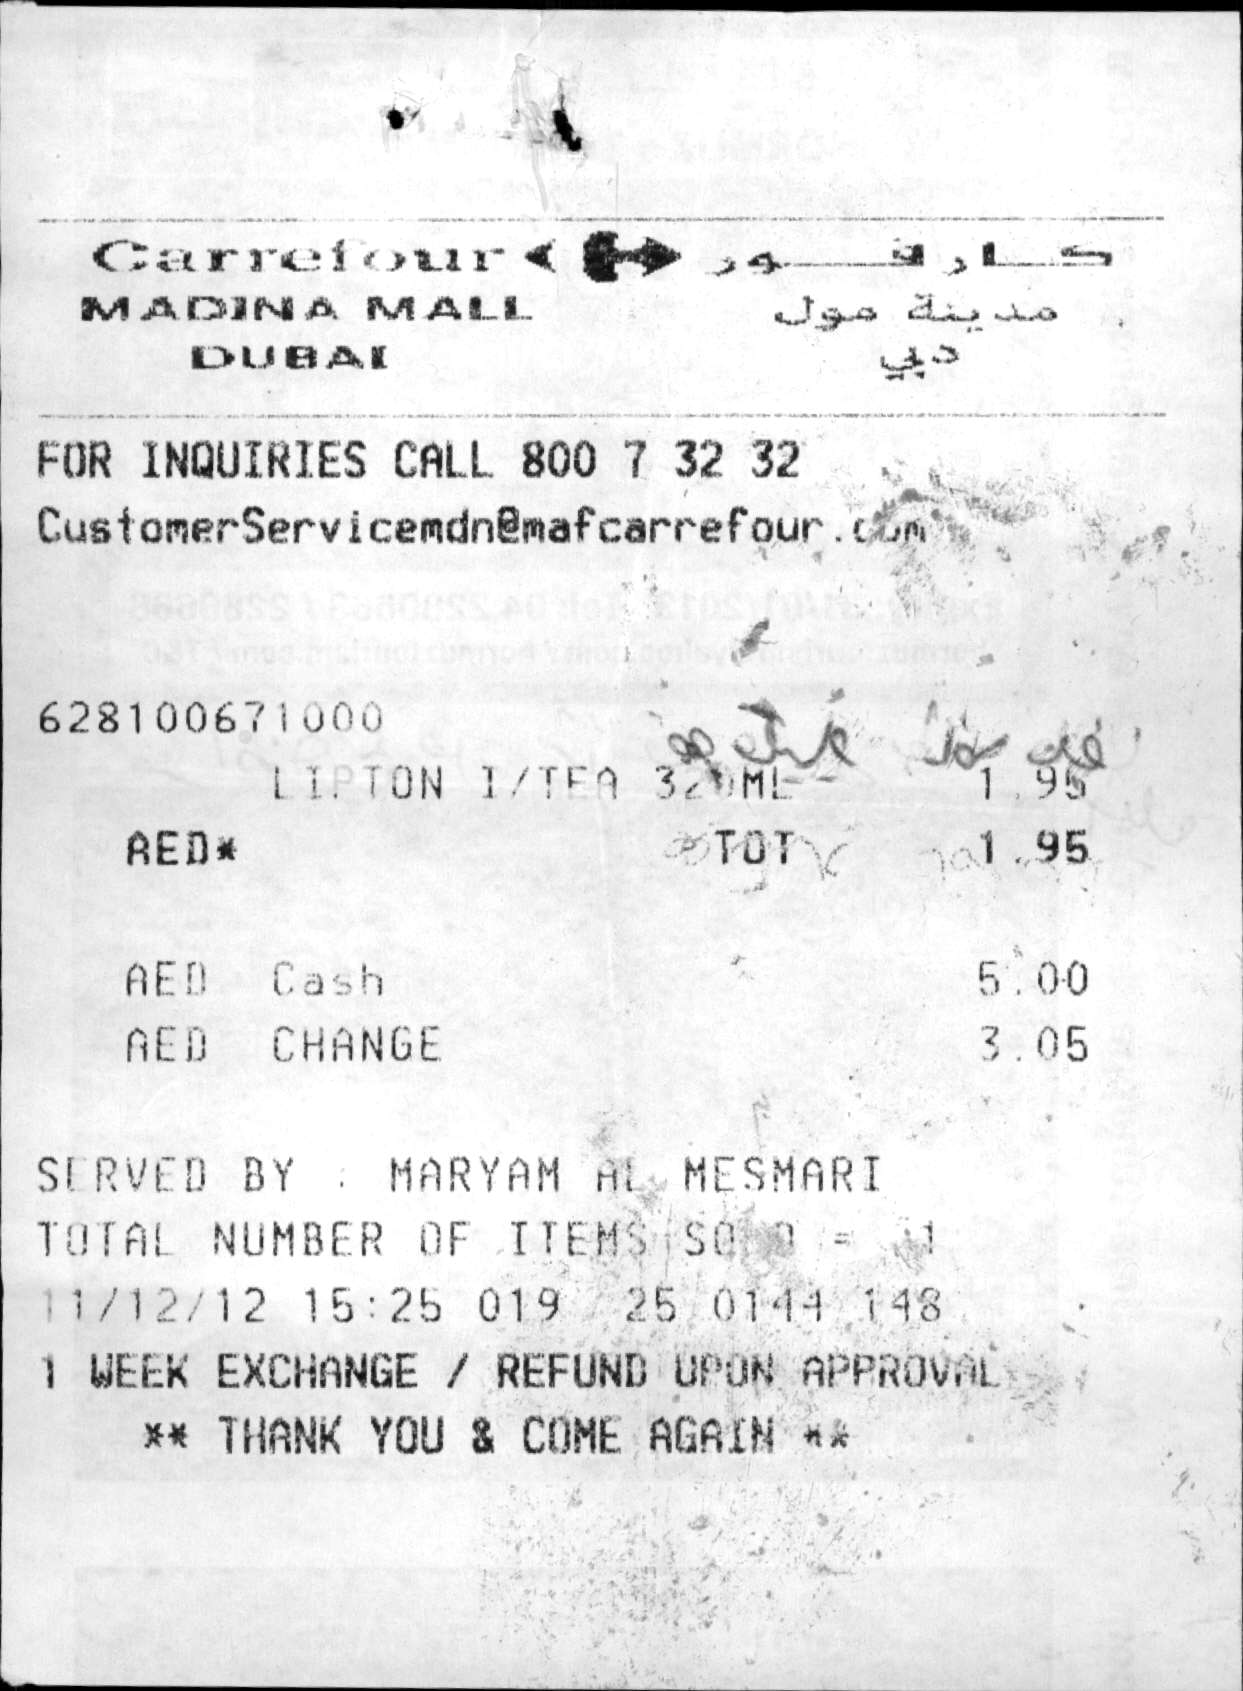 Carrefour كارفور
MADINA MALL مدينة مول
DUBAI دبي
FOR INQUIRIES CALL 800 7 32 32
CustomerServicemdn@mafcarrefour.com
628100671000
LIPTON I/TEA 320ML 1.95
AED* TOT 1.95
AED Cash 5.00
AED CHANGE 3.05
SERVED BY : MARYAM AL MESMARI
TOTAL NUMBER OF ITEMS SOLD = 1
11/12/12 15:25 019 25 0144 148
1 WEEK EXCHANGE / REFUND UPON APPROVAL
** THANK YOU & COME AGAIN **